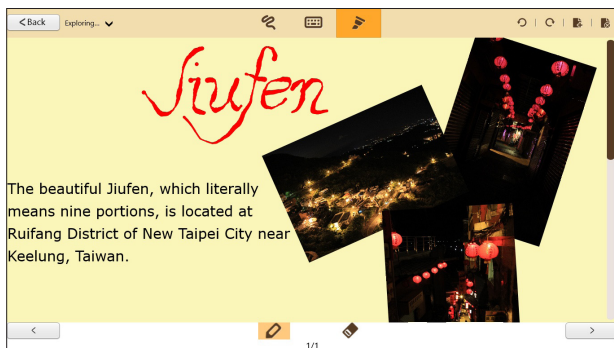 < Back
Exploring...
Jiufen
The beautiful Jiufen, which literally
means nine portions, is located at
Ruifang District of New Taipei City near
Keelung, Taiwan.
<
>
1/1